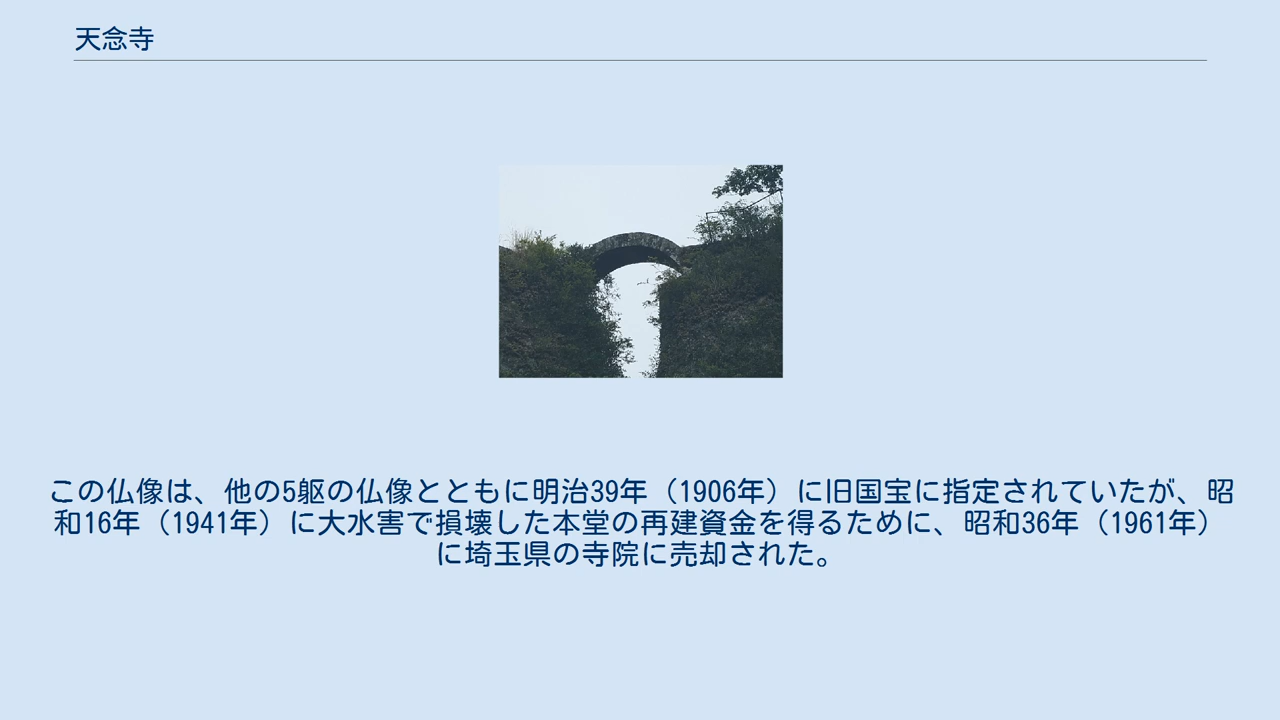 天念寺
この仏像は、他の5躯の仏像とともに明治39年（1906年）に旧国宝に指定されていたが、昭
和16年（1941年）に大水害で損壊した本堂の再建資金を得るために、昭和36年（1961年）
に埼玉県の寺院に売却された。